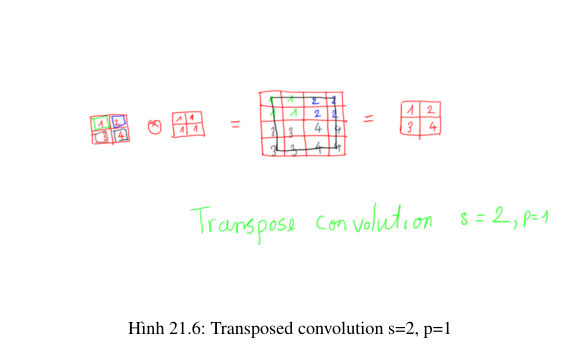 1 1 2 2
1 2 1 1 1 1 2 2 1 2
⊗ = =
3 4 1 1 3 3 4 4 3 4
3 3 4 4
Transpose convolution s = 2, p=1
Hình 21.6: Transposed convolution s=2, p=1